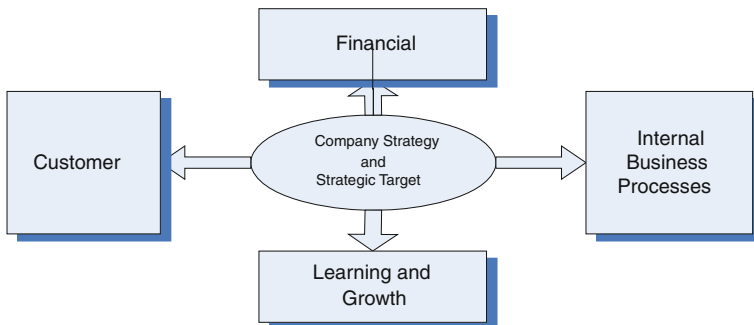 Financial
Customer
Company Strategy
and
Strategic Target
Internal
Business
Processes
Learning and
Growth